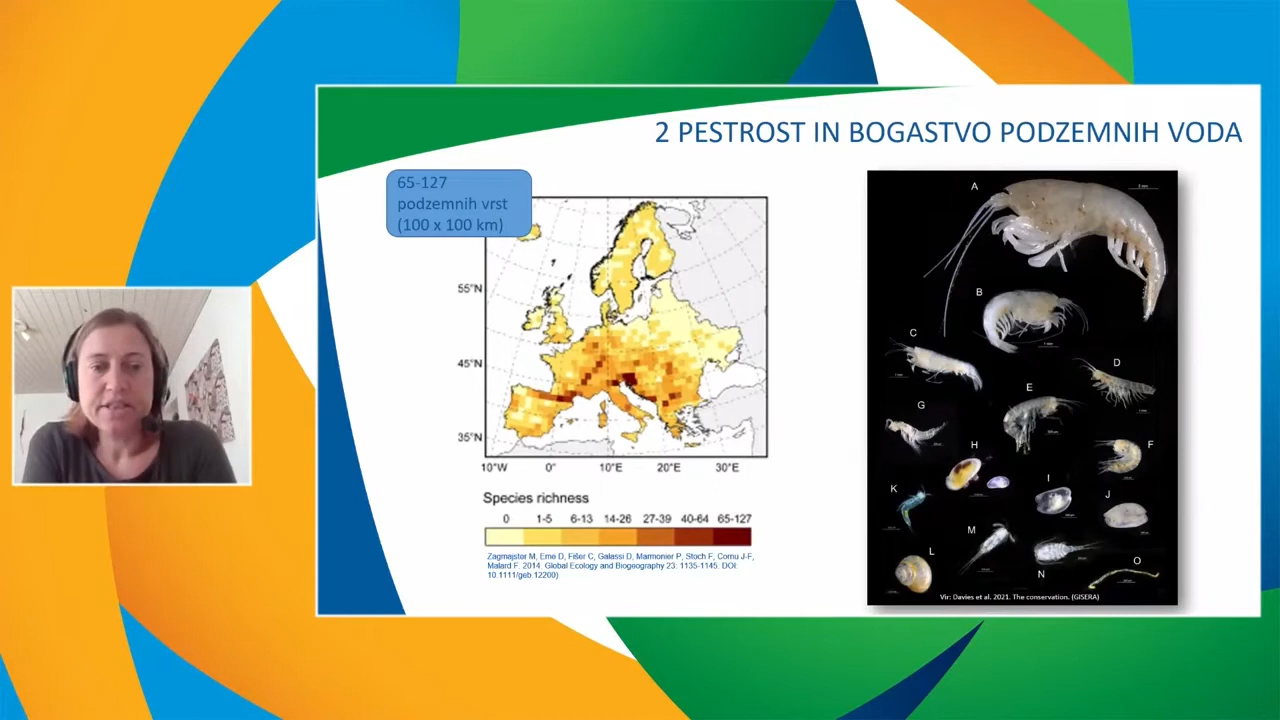 2 PESTROST IN BOGASTVO PODZEMNIH VODA
65-127
podzemnih vrst
(100 x 100 km)
55°N
45°N
35°N
10°W 0° 10°E 20°E 30°E
Species richness
0 1-5 6-13 14-26 27-39 40-64 65-127
Zagmajster M, Eme D, Fišer C, Galassi D, Marmonier P, Stoch F, Cornu J-F,
Malard F. 2014. Global Ecology and Biogeography 23: 1135-1145. DOI:
10.1111/geb.12200)
A
B
C
D
E
G
F
H
I
K
J
M
L
N
O
Vir: Davies et al. 2021. The conservation. (GISERA)